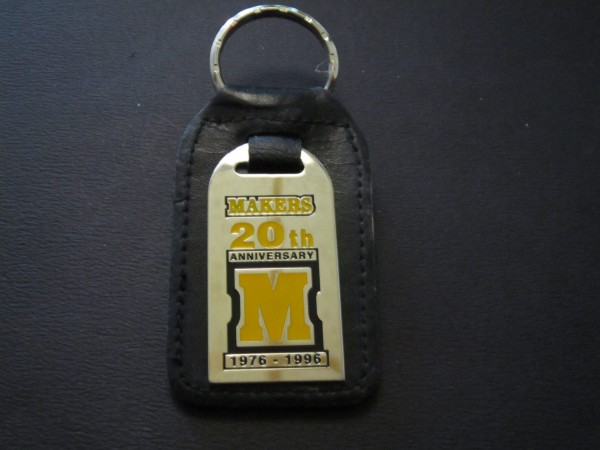 MAKERS
20th
ANNIVERSARY
M
1976 - 1996